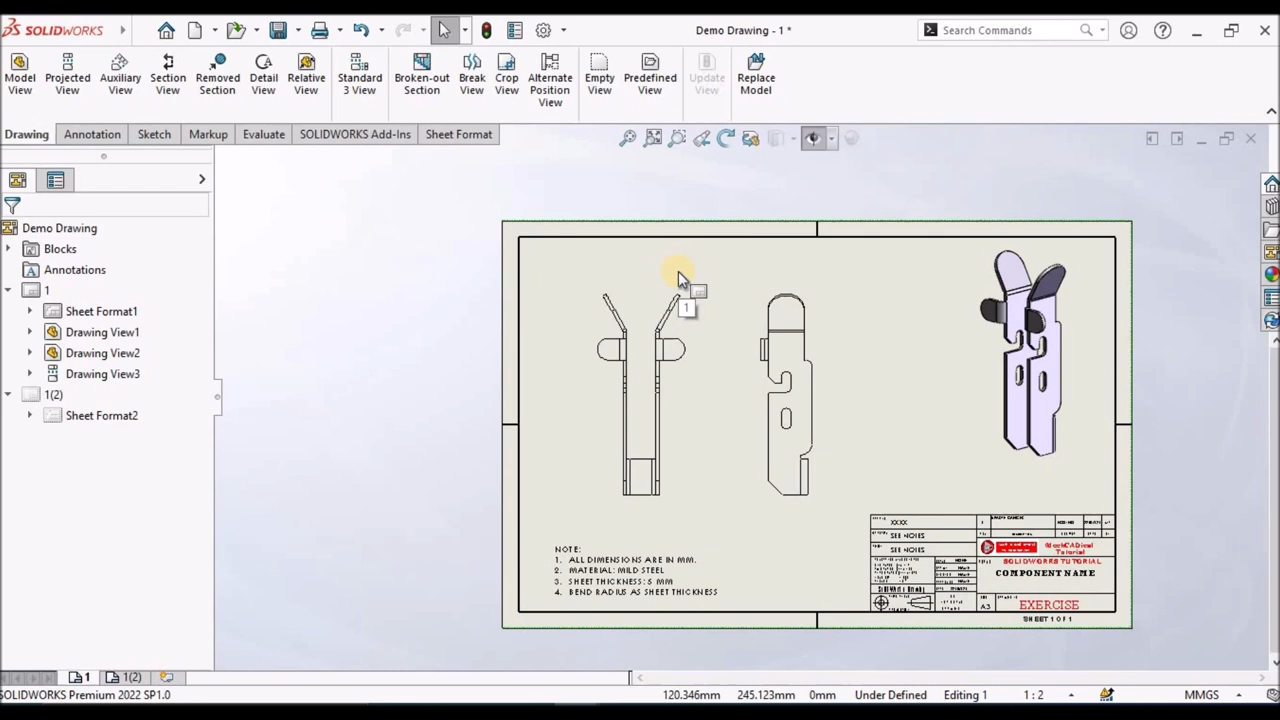 SOLIDWORKS
Demo Drawing - 1 *
Search Commands
Model View
Projected View
Auxiliary View
Section View
Removed Section
Detail View
Relative View
Standard 3 View
Broken-out Section
Break View
Crop View
Alternate Position View
Empty View
Predefined View
Update View
Replace Model
Drawing
Annotation
Sketch
Markup
Evaluate
SOLIDWORKS Add-Ins
Sheet Format
Demo Drawing
Blocks
Annotations
1
Sheet Format1
Drawing View1
Drawing View2
Drawing View3
1(2)
Sheet Format2
1
NOTE:
1. ALL DIMENSIONS ARE IN MM.
2. MATERIAL: MILD STEEL
3. SHEET THICKNESS: 5 MM
4. BEND RADIUS AS SHEET THICKNESS
XXXX
SEE NOTES
SEE NOTES
Tutorial
SOLIDWORKS TUTORIAL
COMPONENT NAME
A3
EXERCISE
SHEET 1 OF 1
1
1(2)
SOLIDWORKS Premium 2022 SP1.0
120.346mm
245.123mm
0mm
Under Defined
Editing 1
1 : 2
MMGS